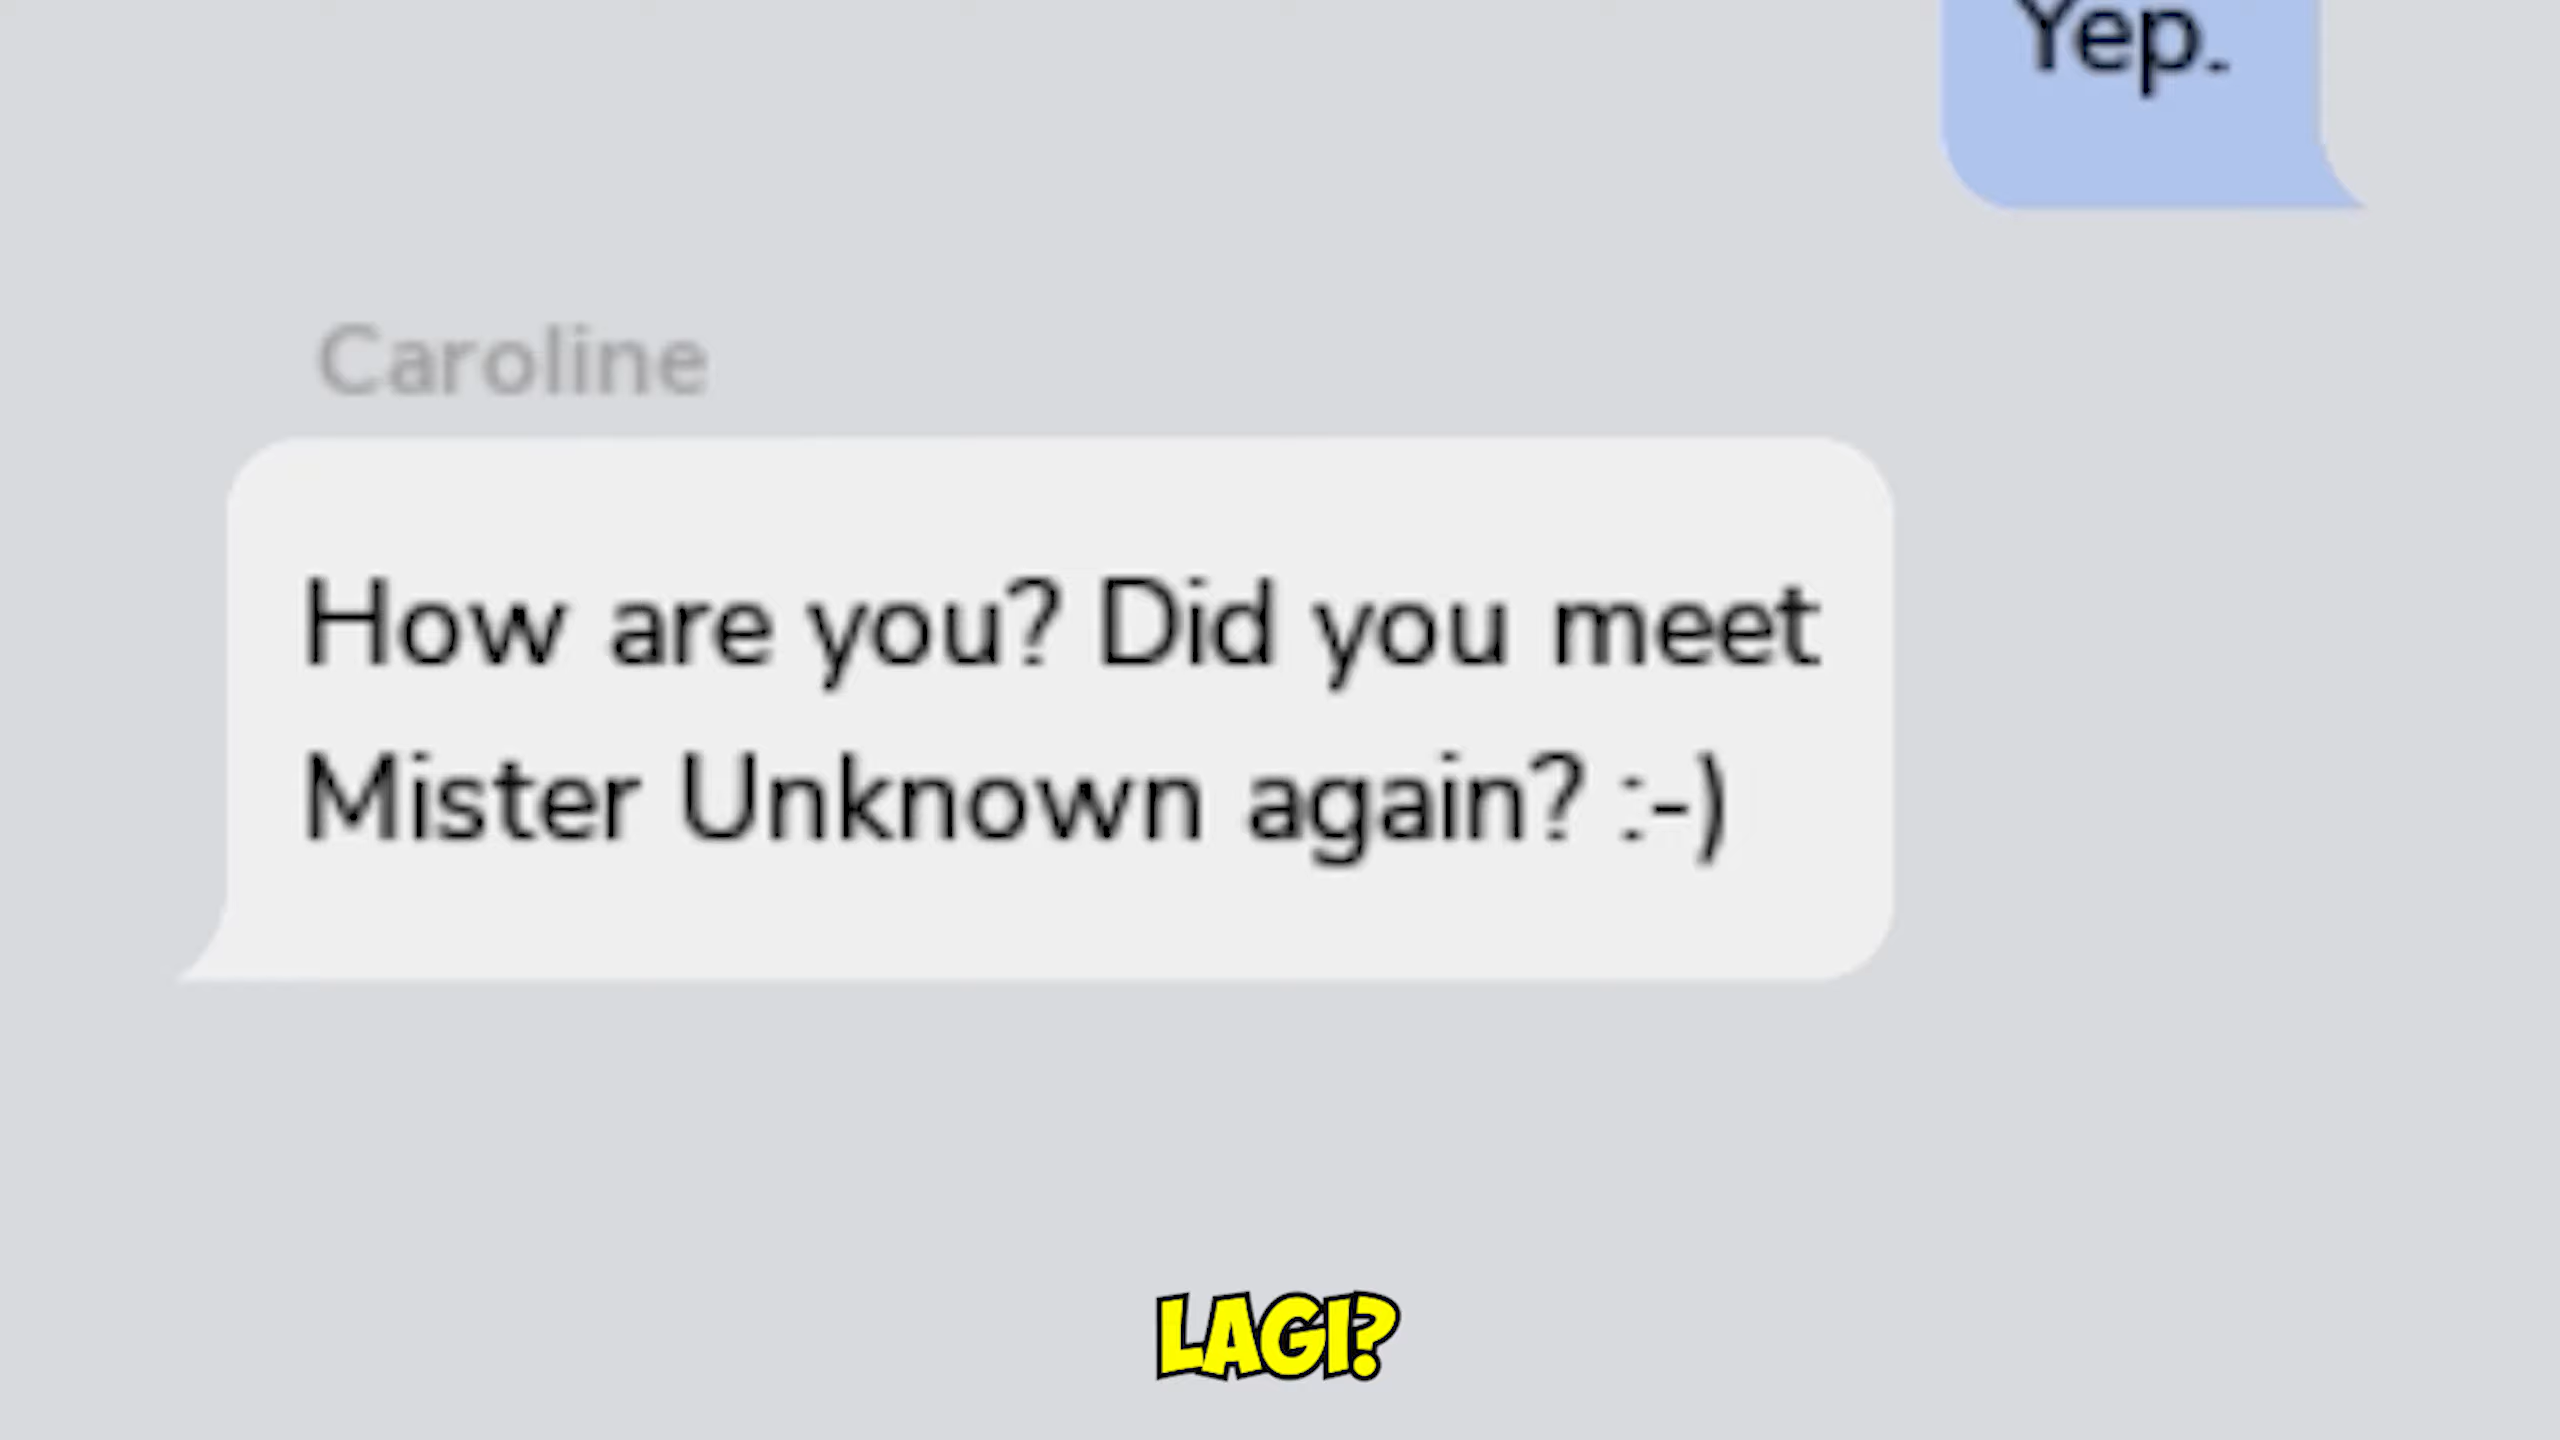 Yep.
Caroline
How are you? Did you meet
Mister Unknown again? :-)
LAGI?